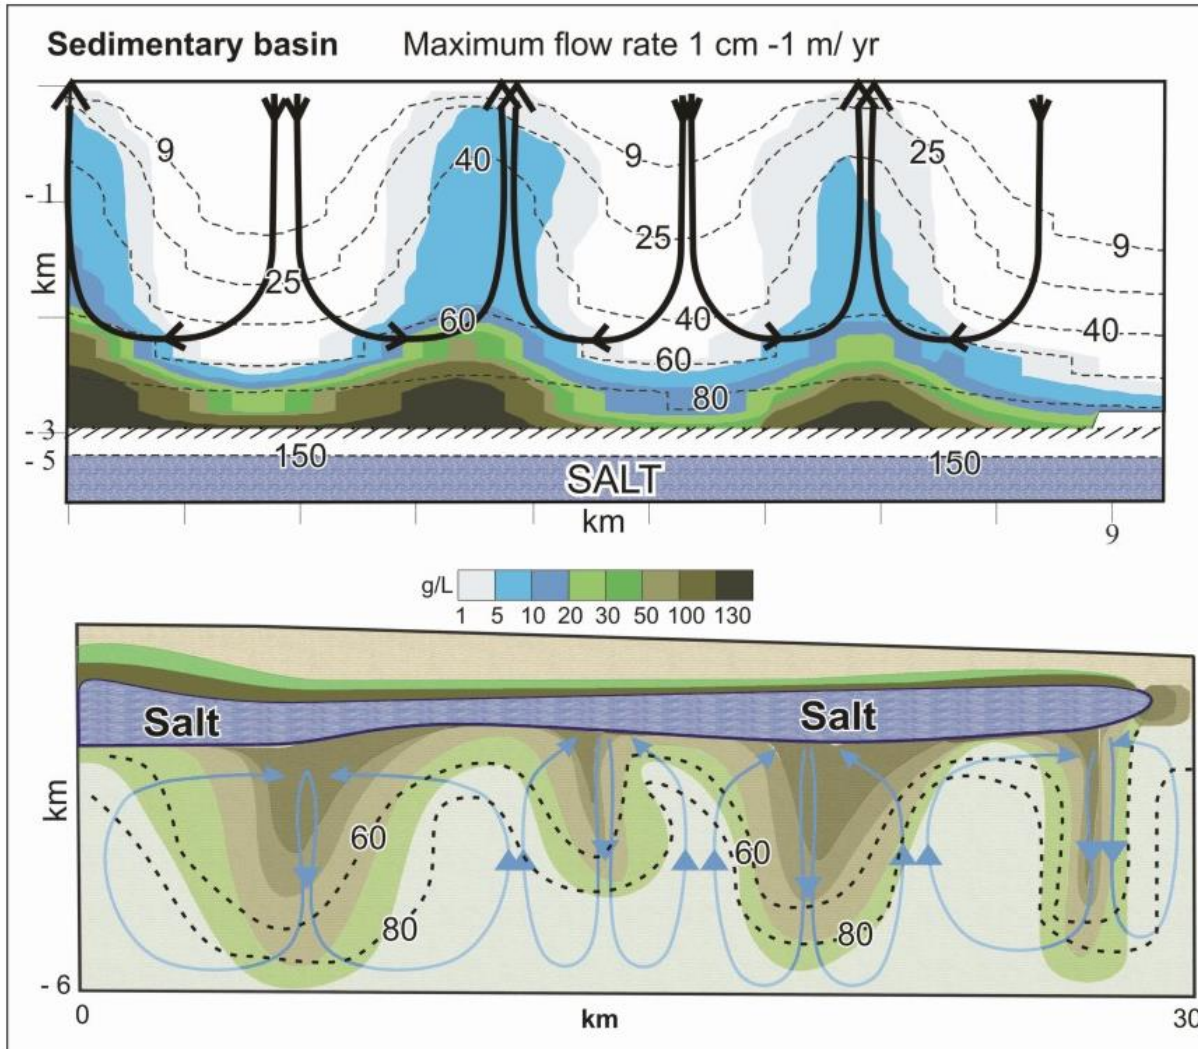 Sedimentary basin Maximum flow rate 1 cm -1 m/ yr
9 40 9 25
- 1
25 25 9
km
60 40 40
60
80
- 3
- 5 150 150
SALT
km 9
g/L
1 5 10 20 30 50 100 130
Salt Salt
km
60 60
80 80
- 6
0 km 30